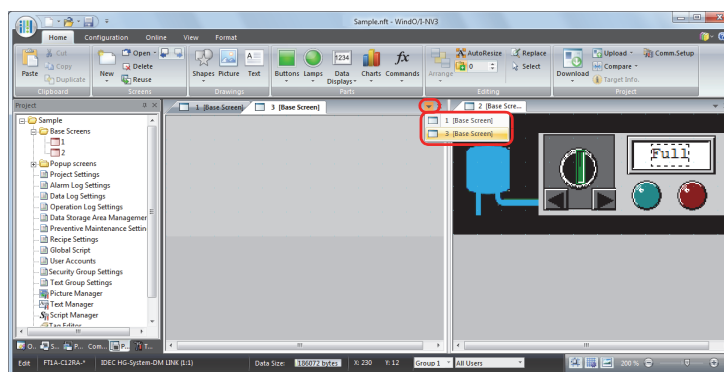 Sample.nft - WindO/I-NV3
Home Configuration Online View Format
Paste Cut Copy Duplicate Clipboard
New Open Delete Reuse Screens
Shapes Picture Text Drawings
Buttons Lamps Data Displays Charts Commands Parts
1234 fx
Arrange AutoResize 0 Replace Select Editing
Download Upload Compare Target Info. Comm.Setup Project
Project
1 [Base Screen] 3 [Base Screen] 2 [Base Scre...
1 [Base Screen]
3 [Base Screen]
Sample
Base Screens
1
2
Popup screens
Project Settings
Alarm Log Settings
Data Log Settings
Operation Log Settings
Data Storage Area Managemer
Preventive Maintenance Settin
Recipe Settings
Global Script
User Accounts
Security Group Settings
Text Group Settings
Picture Manager
Text Manager
Script Manager
Tag Editor
Full
O... S... P... Com... P... T...
Edit FT1A-C12RA-* IDEC HG-System-DM LINK (1:1) Data Size: 186072 bytes X: 230 Y: 12 Group 1 All Users 200 %